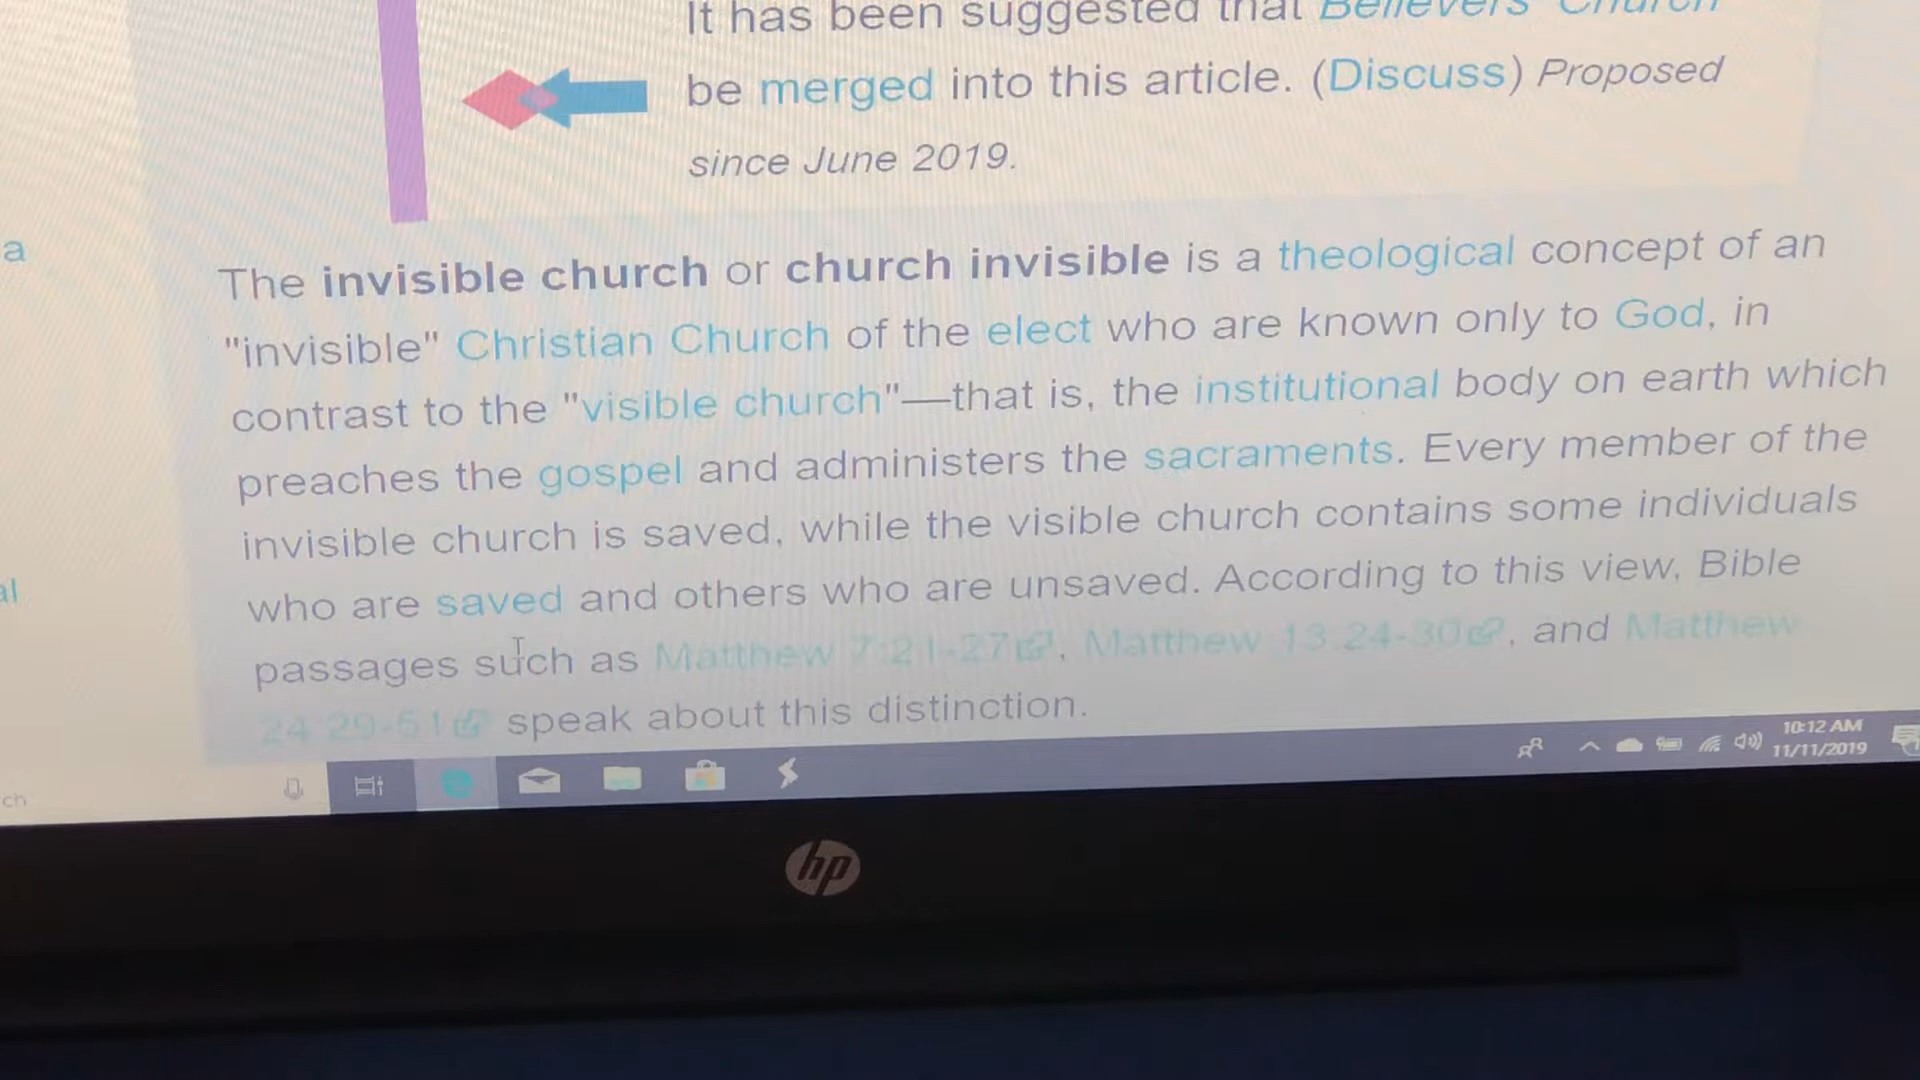 It has been suggested that Believers' Church
be merged into this article. (Discuss) Proposed
since June 2019.
a
The invisible church or church invisible is a theological concept of an
"invisible" Christian Church of the elect who are known only to God, in
contrast to the "visible church"—that is, the institutional body on earth which
preaches the gospel and administers the sacraments. Every member of the
invisible church is saved, while the visible church contains some individuals
who are saved and others who are unsaved. According to this view, Bible
al
passages such as Matthew 7:21-27, Matthew 13:24-30, and Matthew
24:29-51 speak about this distinction.
10:12 AM
11/11/2019
ch
hp